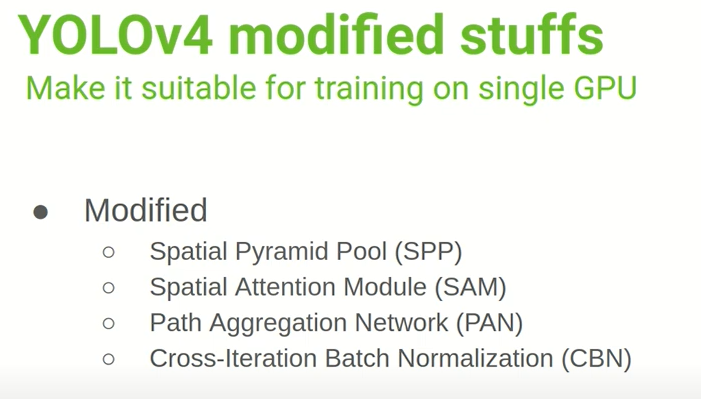 YOLOv4 modified stuffs
Make it suitable for training on single GPU
● Modified
○ Spatial Pyramid Pool (SPP)
○ Spatial Attention Module (SAM)
○ Path Aggregation Network (PAN)
○ Cross-Iteration Batch Normalization (CBN)